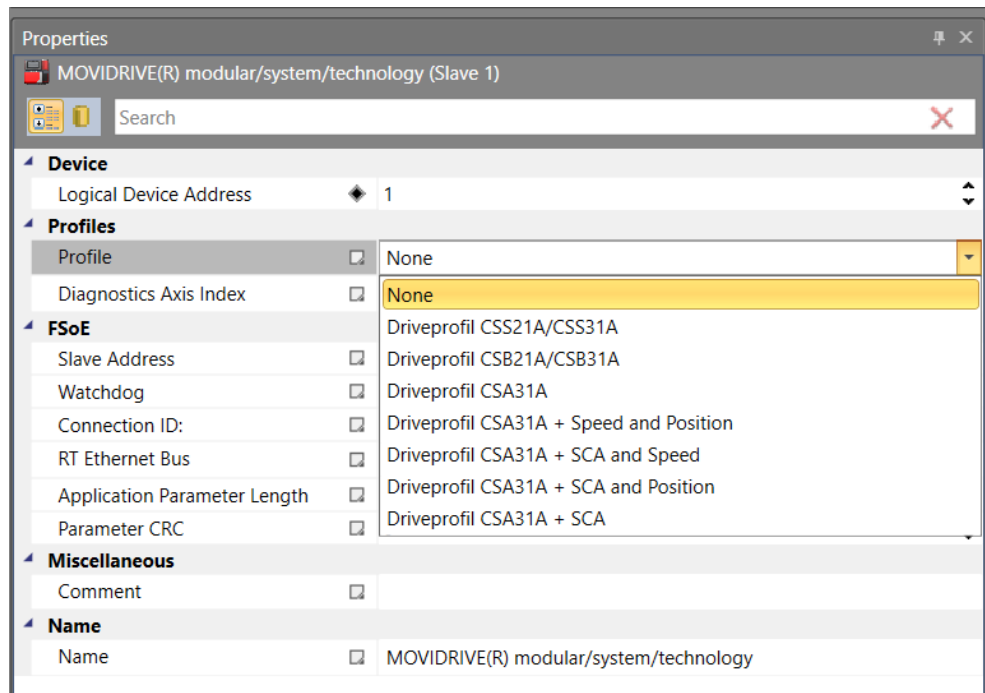 Properties
MOVIDRIVE(R) modular/system/technology (Slave 1)
Search
Device
Logical Device Address 1
Profiles
Profile None
Diagnostics Axis Index None
FSoE Driveprofil CSS21A/CSS31A
Slave Address Driveprofil CSB21A/CSB31A
Watchdog Driveprofil CSA31A
Connection ID: Driveprofil CSA31A + Speed and Position
RT Ethernet Bus Driveprofil CSA31A + SCA and Speed
Application Parameter Length Driveprofil CSA31A + SCA and Position
Parameter CRC Driveprofil CSA31A + SCA
Miscellaneous
Comment
Name
Name MOVIDRIVE(R) modular/system/technology